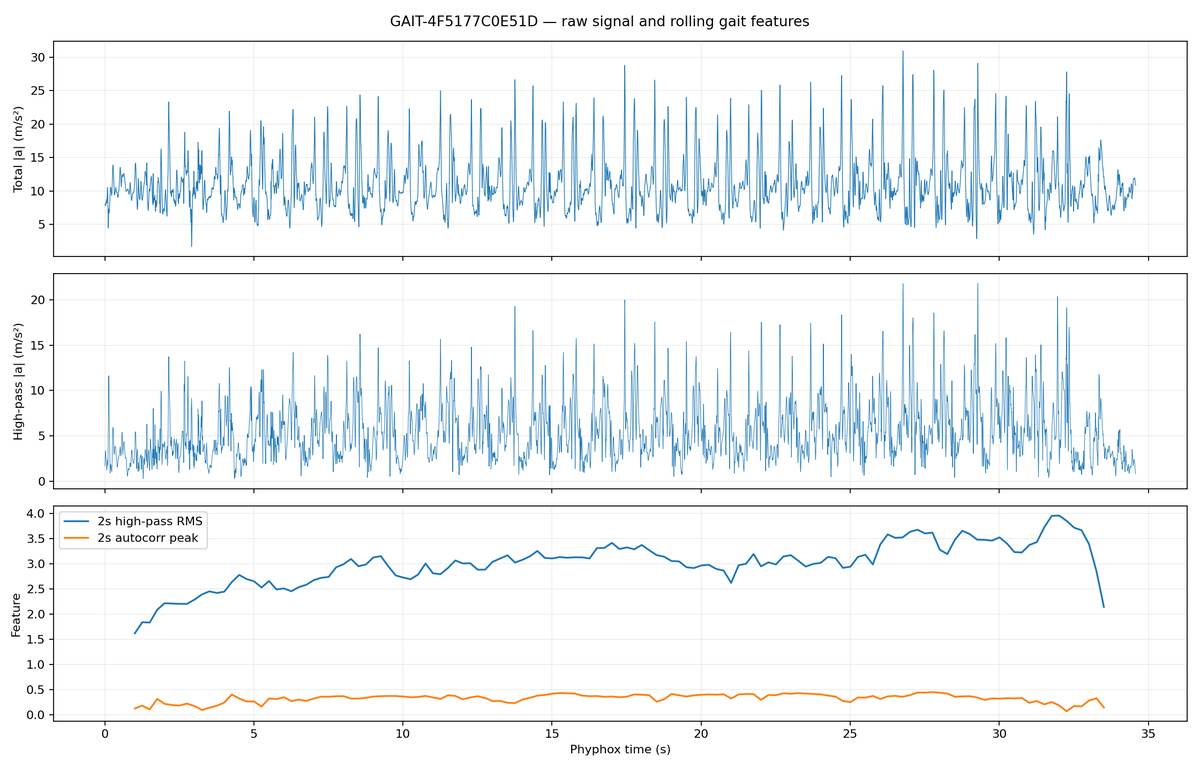 GAIT-4F5177C0E51D — raw signal and rolling gait features
Total |a| (m/s²)
30
25
20
15
10
5
High-pass |a| (m/s²)
20
15
10
5
0
Feature
4.0
3.5
3.0
2.5
2.0
1.5
1.0
0.5
0.0
2s high-pass RMS
2s autocorr peak
0 5 10 15 20 25 30 35
Phyphox time (s)